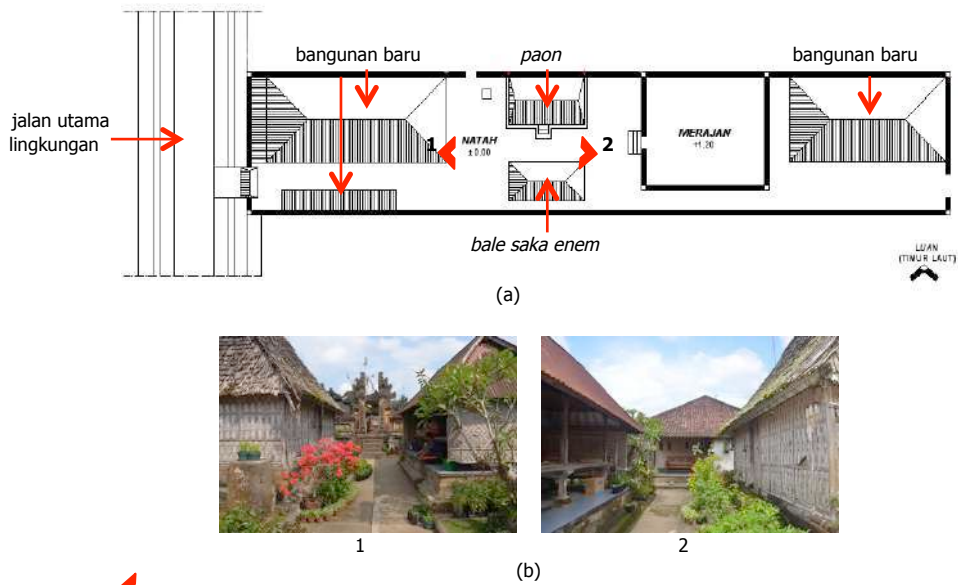 bangunan baru
paon
bangunan baru
jalan utama
lingkungan
1
NATAH
±0.00
2
MERAJAN
+1.20
bale saka enem
LUAN
(TIMUR LAUT)
(a)
1
2
(b)